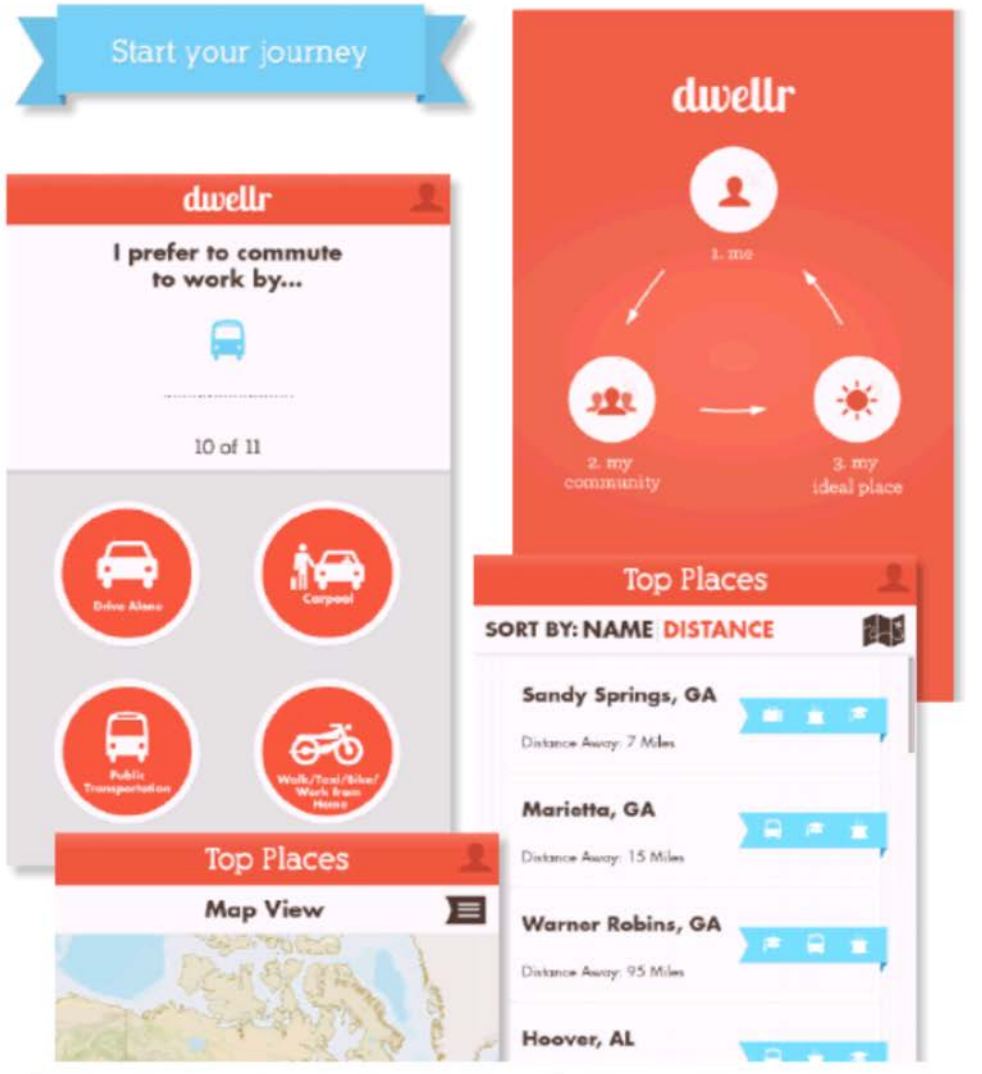 Start your journey
dwellr
1. me
2. my
community
3. my
ideal place
dwellr
I prefer to commute
to work by...
10 of 11
Drive Alone
Carpool
Public
Transportation
Walk/Taxi/Bike/
Work from
Home
Top Places
SORT BY: NAME DISTANCE
Sandy Springs, GA
Distance Away: 7 Miles
Marietta, GA
Distance Away: 15 Miles
Warner Robins, GA
Distance Away: 95 Miles
Hoover, AL
Top Places
Map View